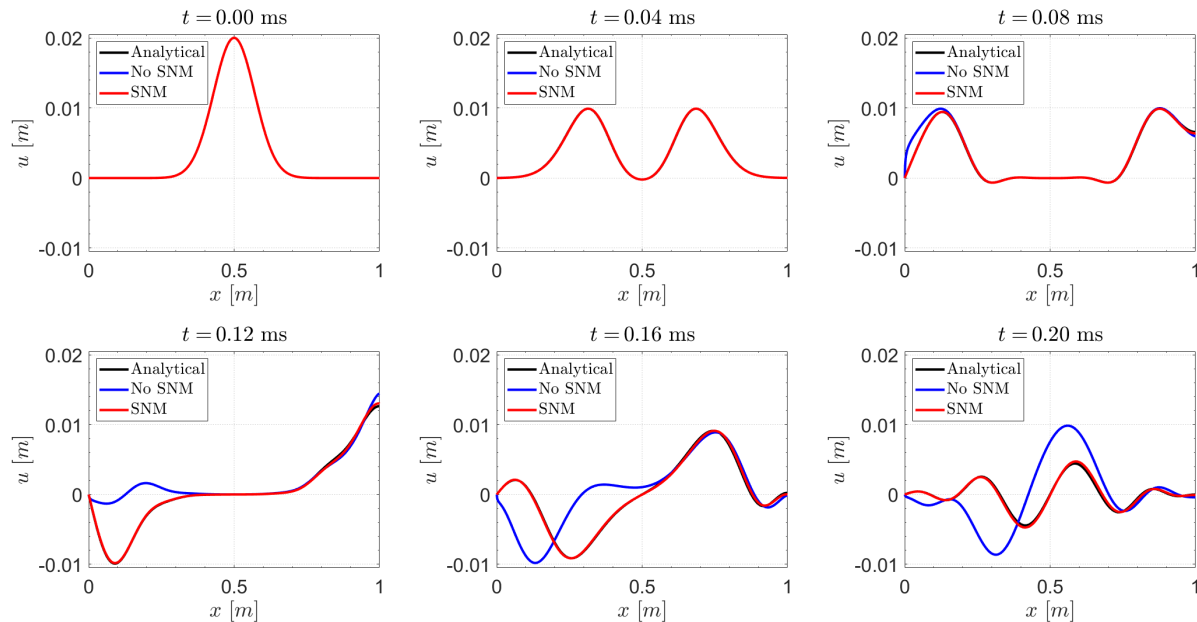 t = 0.00 ms
0.02
0.01
0
-0.01
u [m]
Analytical
No SNM
SNM
0
0.5
1
x [m]
t = 0.04 ms
0.02
0.01
0
-0.01
u [m]
Analytical
No SNM
SNM
0
0.5
1
x [m]
t = 0.08 ms
0.02
0.01
0
-0.01
u [m]
Analytical
No SNM
SNM
0
0.5
1
x [m]
t = 0.12 ms
0.02
0.01
0
-0.01
u [m]
Analytical
No SNM
SNM
0
0.5
1
x [m]
t = 0.16 ms
0.02
0.01
0
-0.01
u [m]
Analytical
No SNM
SNM
0
0.5
1
x [m]
t = 0.20 ms
0.02
0.01
0
-0.01
u [m]
Analytical
No SNM
SNM
0
0.5
1
x [m]